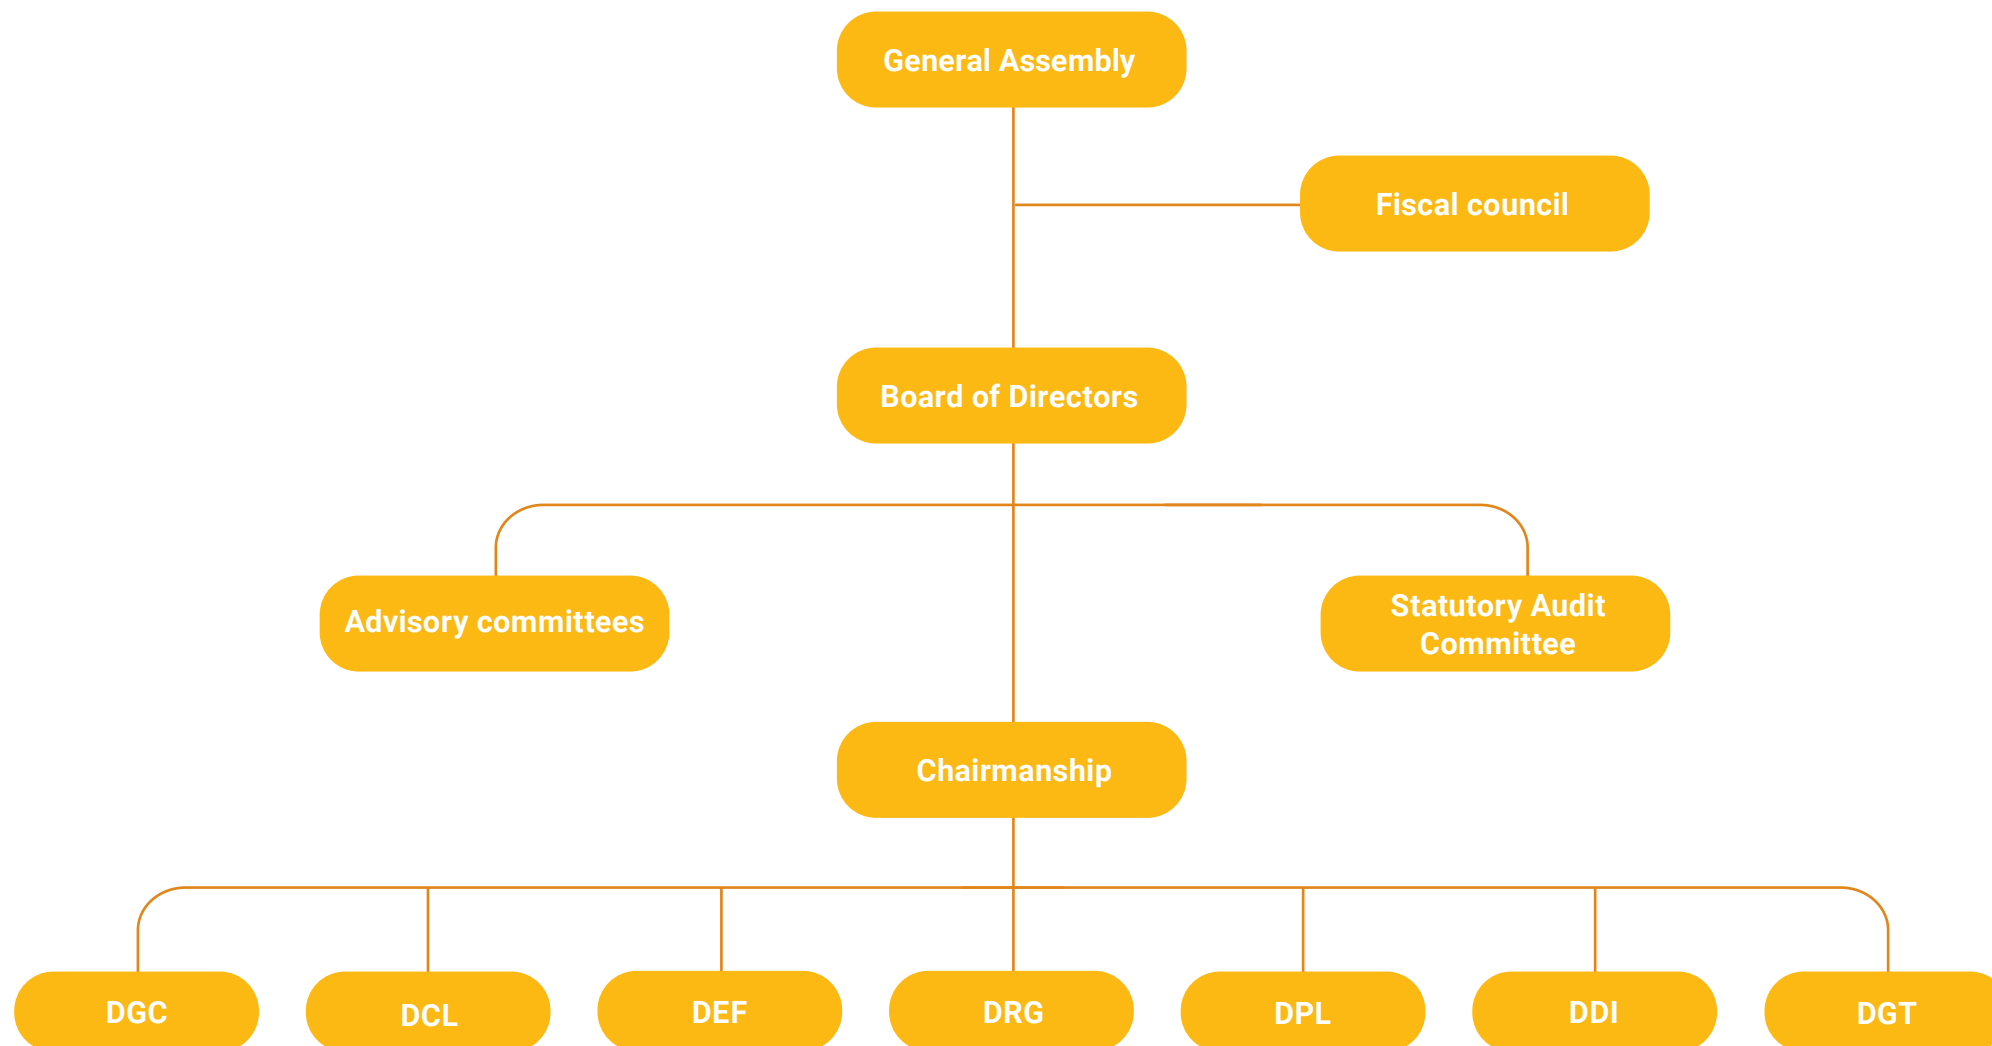 General Assembly
Fiscal council
Board of Directors
Advisory committees
Statutory Audit
Committee
Chairmanship
DGC
DCL
DEF
DRG
DPL
DDI
DGT